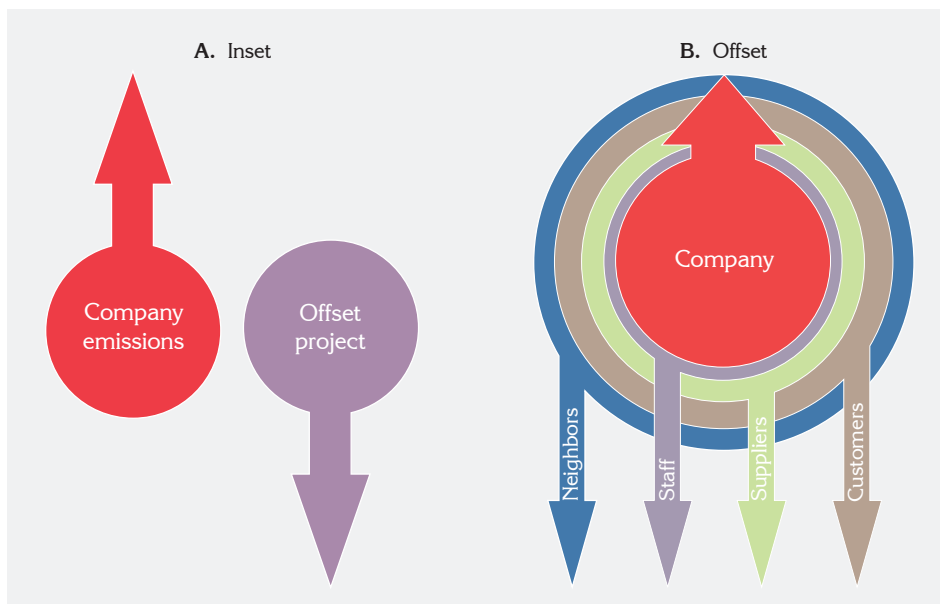 A. Inset
B. Offset
Company
emissions
Offset
project
Company
Neighbors
Staff
Suppliers
Customers